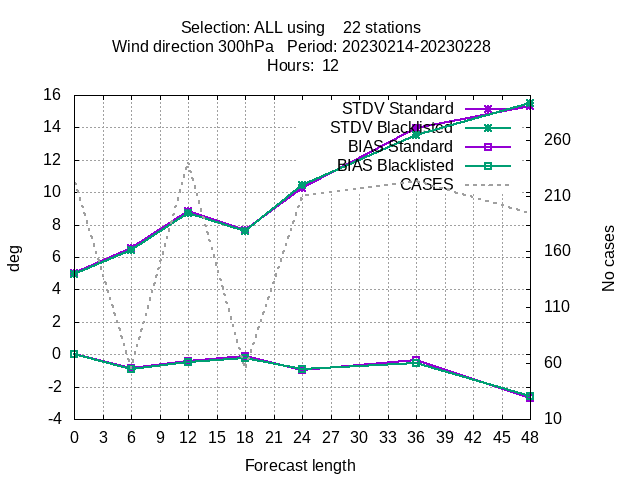 Selection: ALL using    22 stations
Wind direction 300hPa   Period: 20230214-20230228
Hours:  12
STDV Standard
STDV Blacklisted
BIAS Standard
BIAS Blacklisted
CASES
16
14
12
10
8
6
4
2
0
-2
-4
260
210
160
110
60
10
deg
No cases
0 3 6 9 12 15 18 21 24 27 30 33 36 39 42 45 48
Forecast length